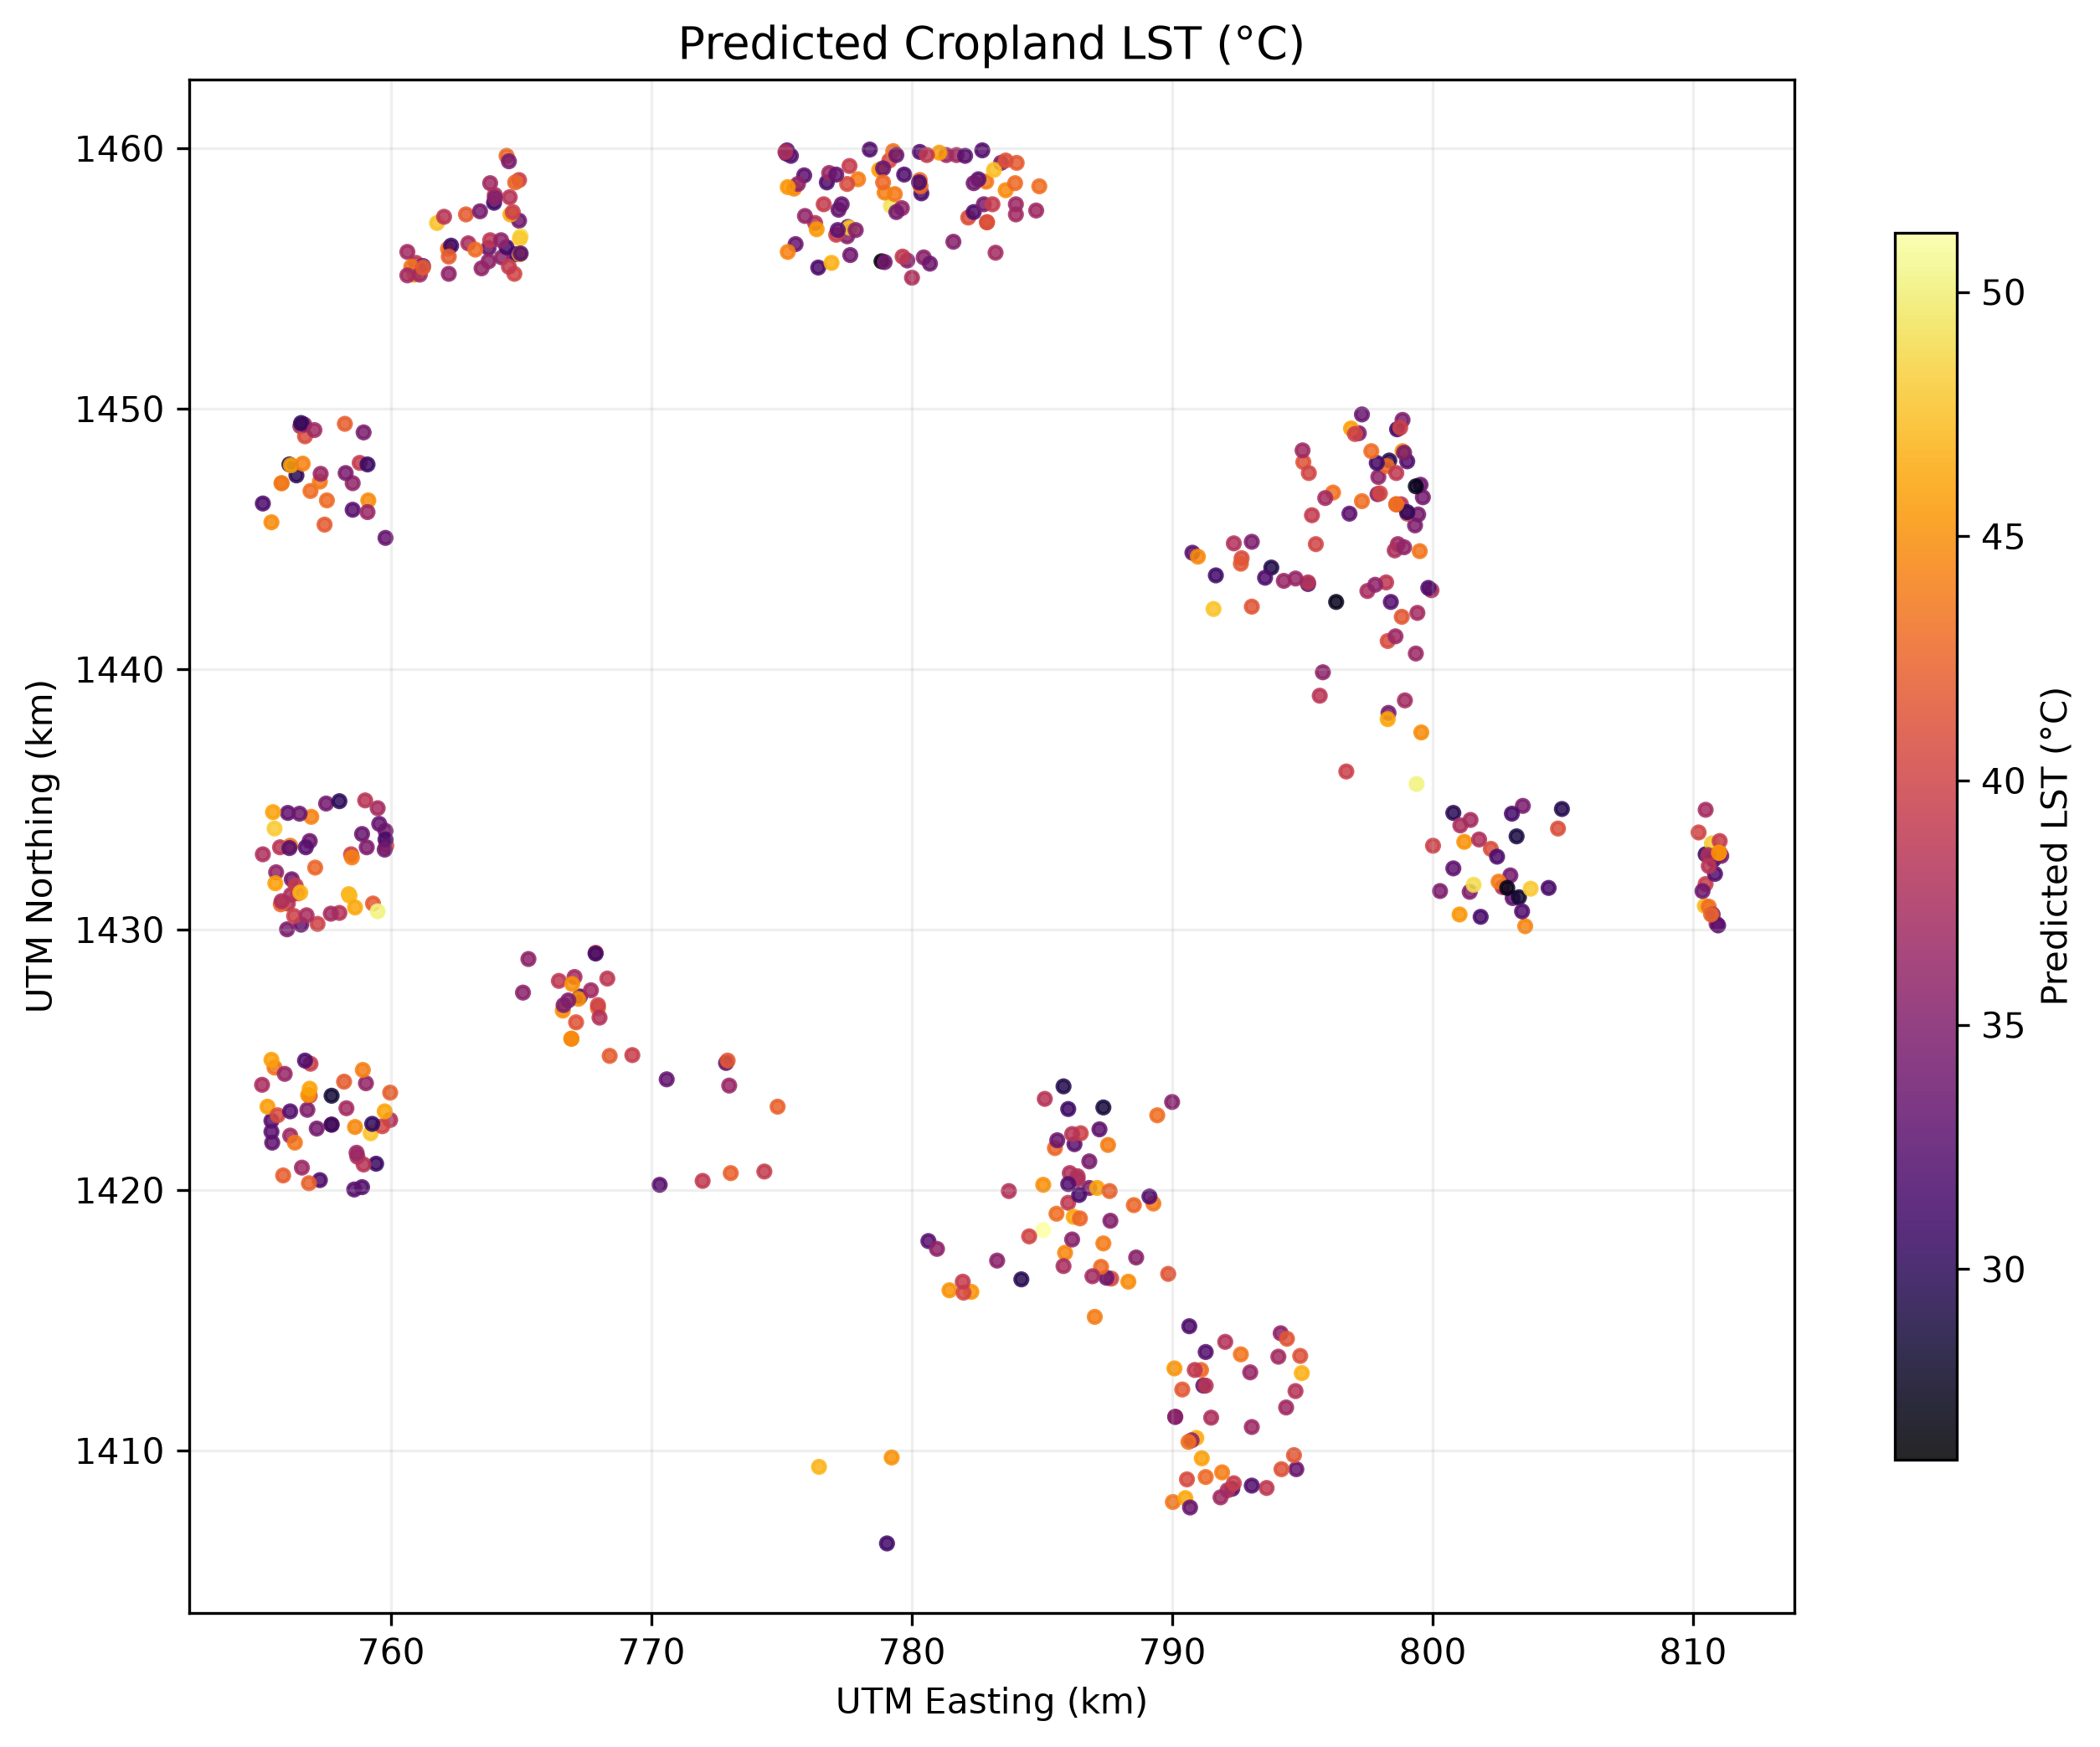 Predicted Cropland LST (°C)
1460
1450
1440
1430
1420
1410
UTM Northing (km)
760 770 780 790 800 810
UTM Easting (km)
50
45
40
35
30
Predicted LST (°C)